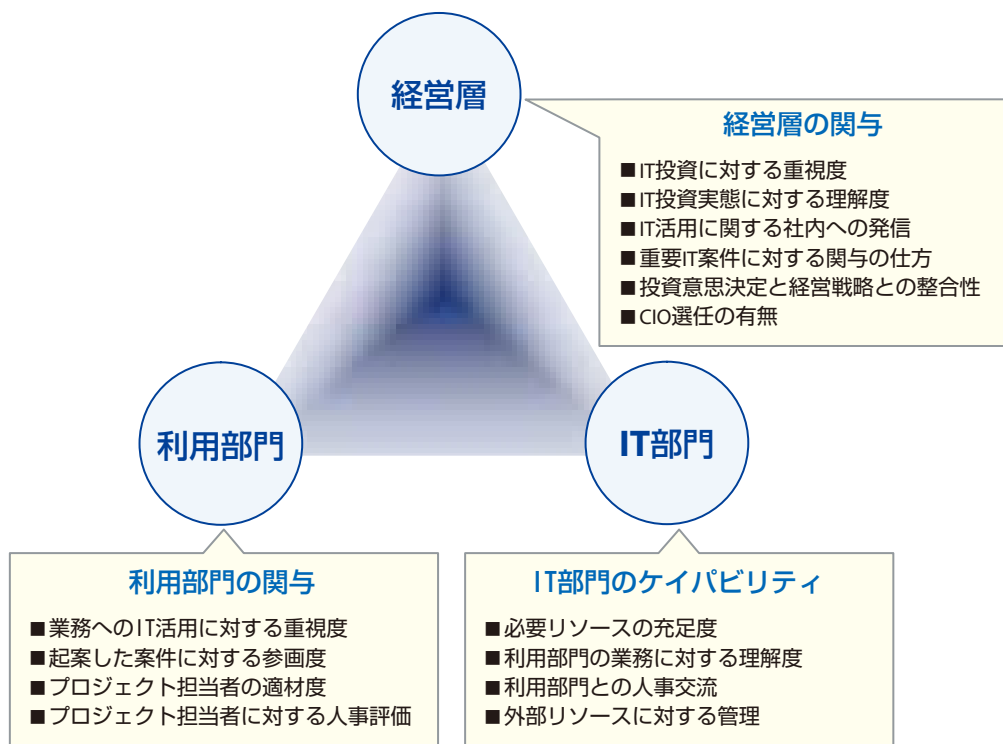 経営層
経営層の関与
■IT投資に対する重視度
■IT投資実態に対する理解度
■IT活用に関する社内への発信
■重要IT案件に対する関与の仕方
■投資意思決定と経営戦略との整合性
■CIO選任の有無
利用部門
IT部門
利用部門の関与
■業務へのIT活用に対する重視度
■起案した案件に対する参画度
■プロジェクト担当者の適材度
■プロジェクト担当者に対する人事評価
IT部門のケイパビリティ
■必要リソースの充足度
■利用部門の業務に対する理解度
■利用部門との人事交流
■外部リソースに対する管理